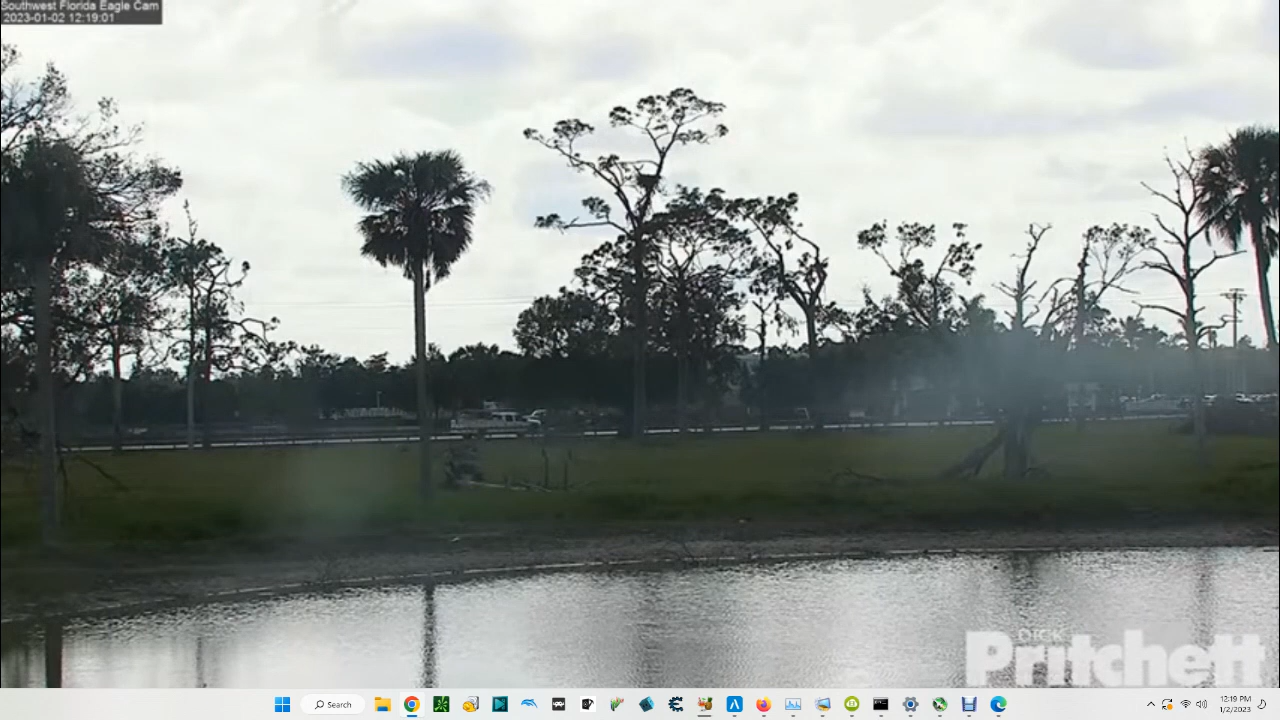 Southwest Florida Eagle Cam
2023-01-02 12:19:01
DICK
Pritchett
Search
12:19 PM
1/2/2023